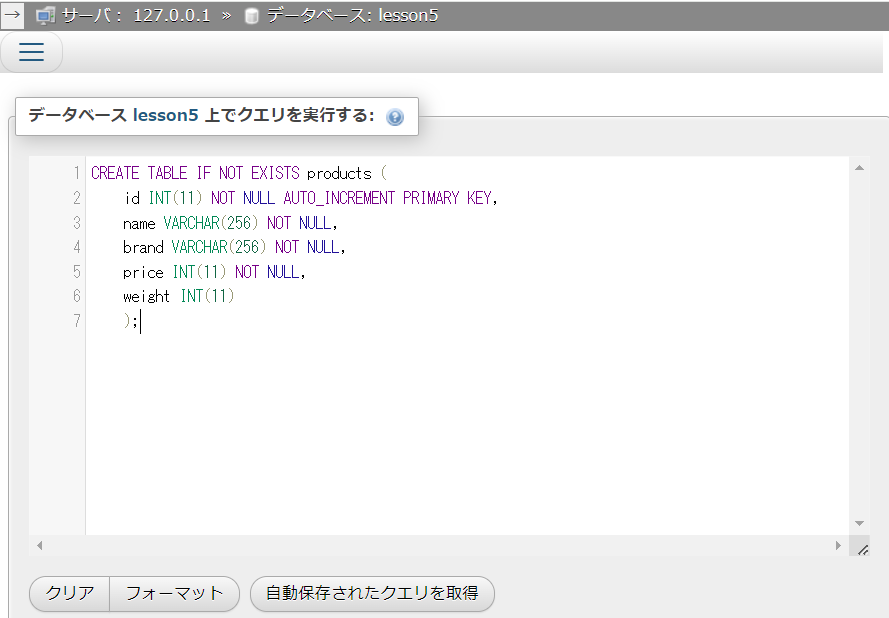 サーバ: 127.0.0.1 » データベース: lesson5
データベース lesson5 上でクエリを実行する:
1 CREATE TABLE IF NOT EXISTS products (
2 id INT(11) NOT NULL AUTO_INCREMENT PRIMARY KEY,
3 name VARCHAR(256) NOT NULL,
4 brand VARCHAR(256) NOT NULL,
5 price INT(11) NOT NULL,
6 weight INT(11)
7 );
クリア フォーマット 自動保存されたクエリを取得